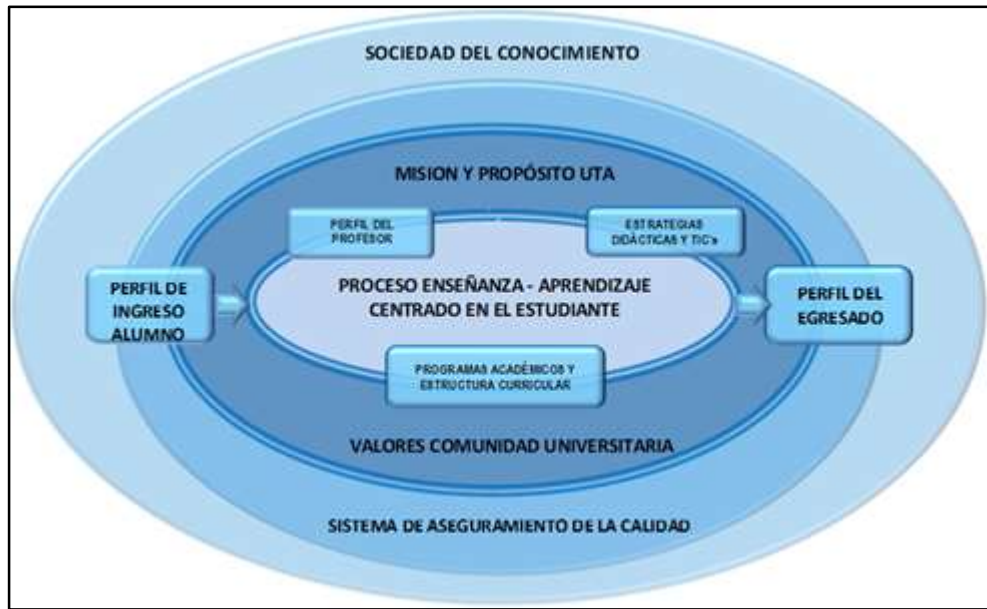 SOCIEDAD DEL CONOCIMIENTO
MISION Y PROPÓSITO UTA
PERFIL DEL
PROFESOR
ESTRATEGIAS
DIDÁCTICAS Y TIC's
PERFIL DE
INGRESO
ALUMNO
PROCESO ENSEÑANZA - APRENDIZAJE
CENTRADO EN EL ESTUDIANTE
PERFIL DEL
EGRESADO
PROGRAMAS ACADÉMICOS Y
ESTRUCTURA CURRICULAR
VALORES COMUNIDAD UNIVERSITARIA
SISTEMA DE ASEGURAMIENTO DE LA CALIDAD